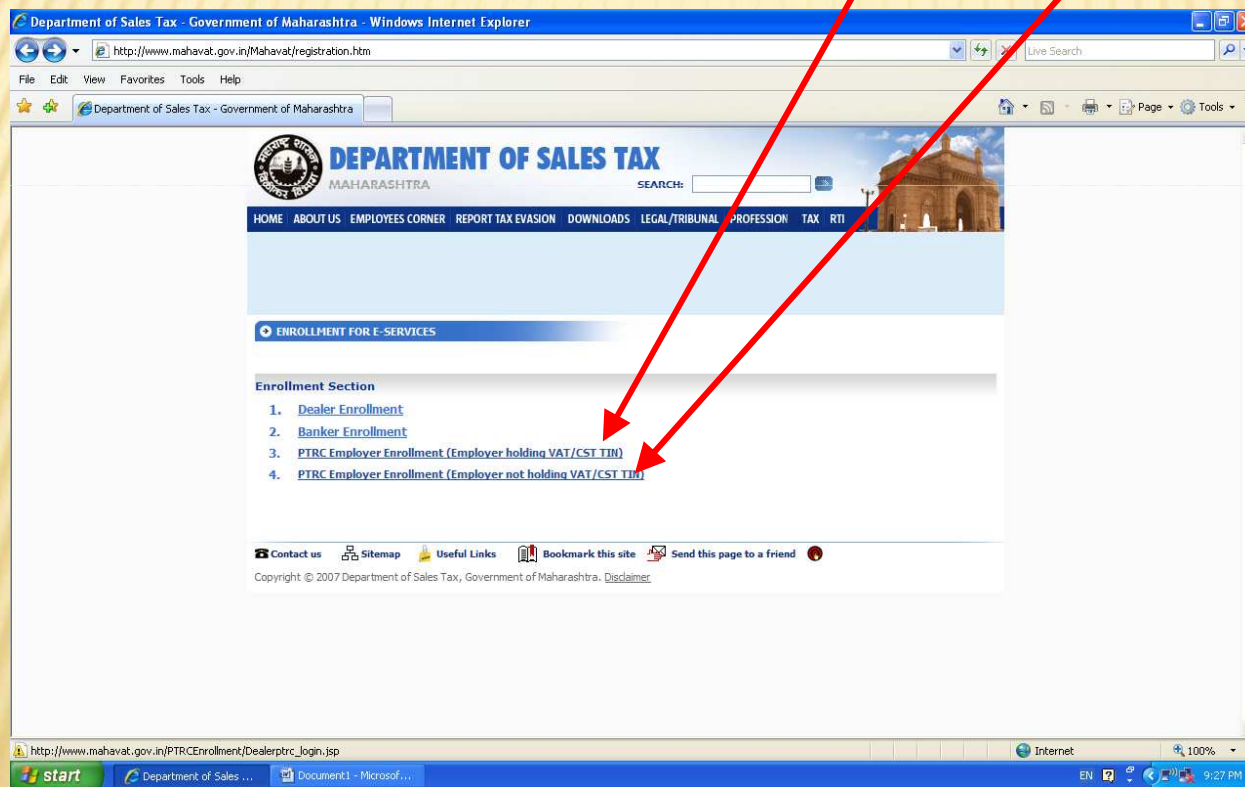 Department of Sales Tax - Government of Maharashtra - Windows Internet Explorer
http://www.mahavat.gov.in/Mahavat/registration.htm
Live Search
File Edit View Favorites Tools Help
Department of Sales Tax - Government of Maharashtra
Page Tools
DEPARTMENT OF SALES TAX
MAHARASHTRA
SEARCH:
HOME ABOUT US EMPLOYEES CORNER REPORT TAX EVASION DOWNLOADS LEGAL/TRIBUNAL PROFESSION TAX RTI
ENROLLMENT FOR E-SERVICES
Enrollment Section
1. Dealer Enrollment
2. Banker Enrollment
3. PTRC Employer Enrollment (Employer holding VAT/CST TIN)
4. PTRC Employer Enrollment (Employer not holding VAT/CST TIN)
Contact us Sitemap Useful Links Bookmark this site Send this page to a friend
Copyright © 2007 Department of Sales Tax, Government of Maharashtra. Disclaimer
http://www.mahavat.gov.in/PTRCEnrollment/Dealerptrc_login.jsp
Internet
100%
start
Department of Sales ...
Document1 - Microsof...
EN
9:27 PM